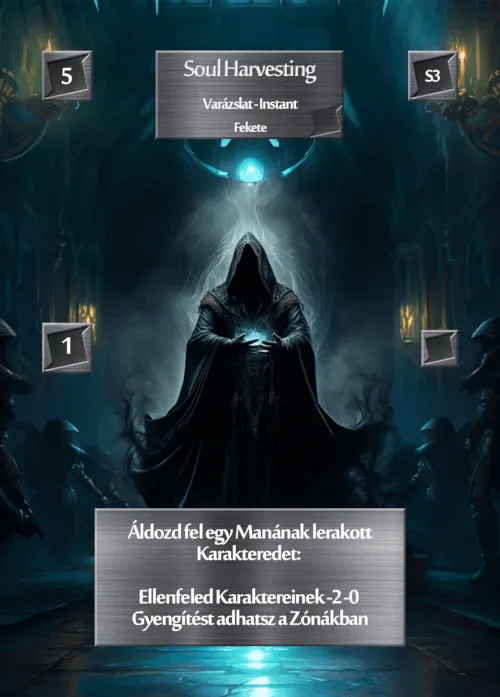 5
Soul Harvesting
S3
Varázslat - Instant
Fekete
1
Áldozd fel egy Manának lerakott
Karakteredet:
Ellenfeled Karaktereinek -2 -0
Gyengítést adhatsz a Zónákban